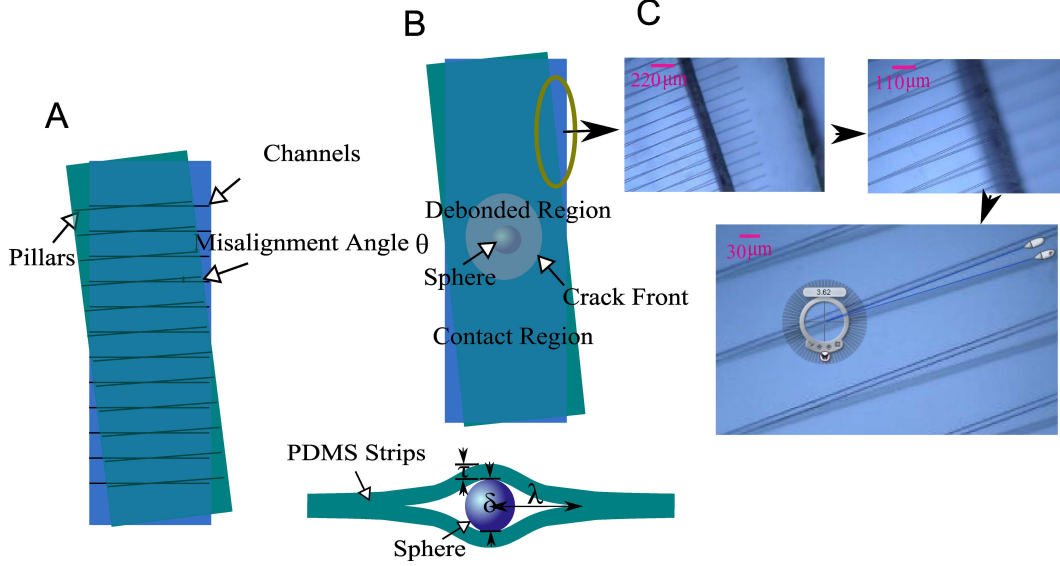 A
Channels
Pillars
Misalignment Angle θ
B
Debonded Region
Sphere
Crack Front
Contact Region
PDMS Strips
τ
δ
λ
Sphere
C
220μm
110μm
30μm
3.62